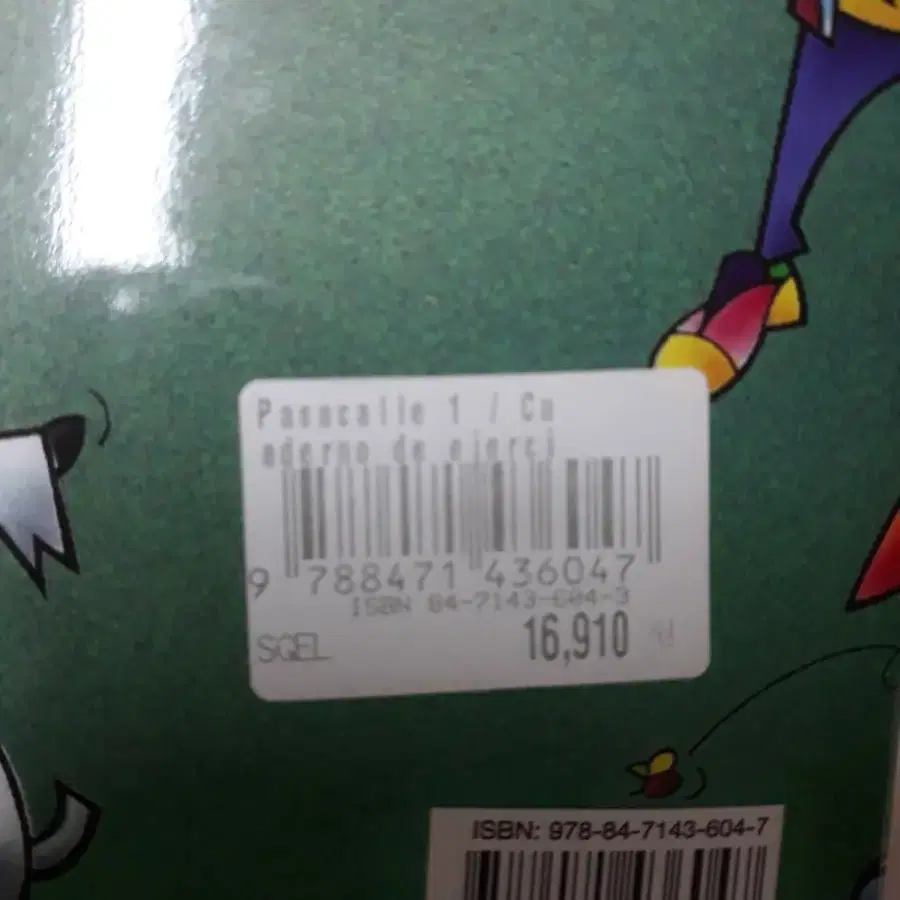 Pasacalle 1 / Cu
aderno de ejerci
9 788471 436047
ISBN 84-7143-604-3
SGEL 16,910 원
ISBN: 978-84-7143-604-7